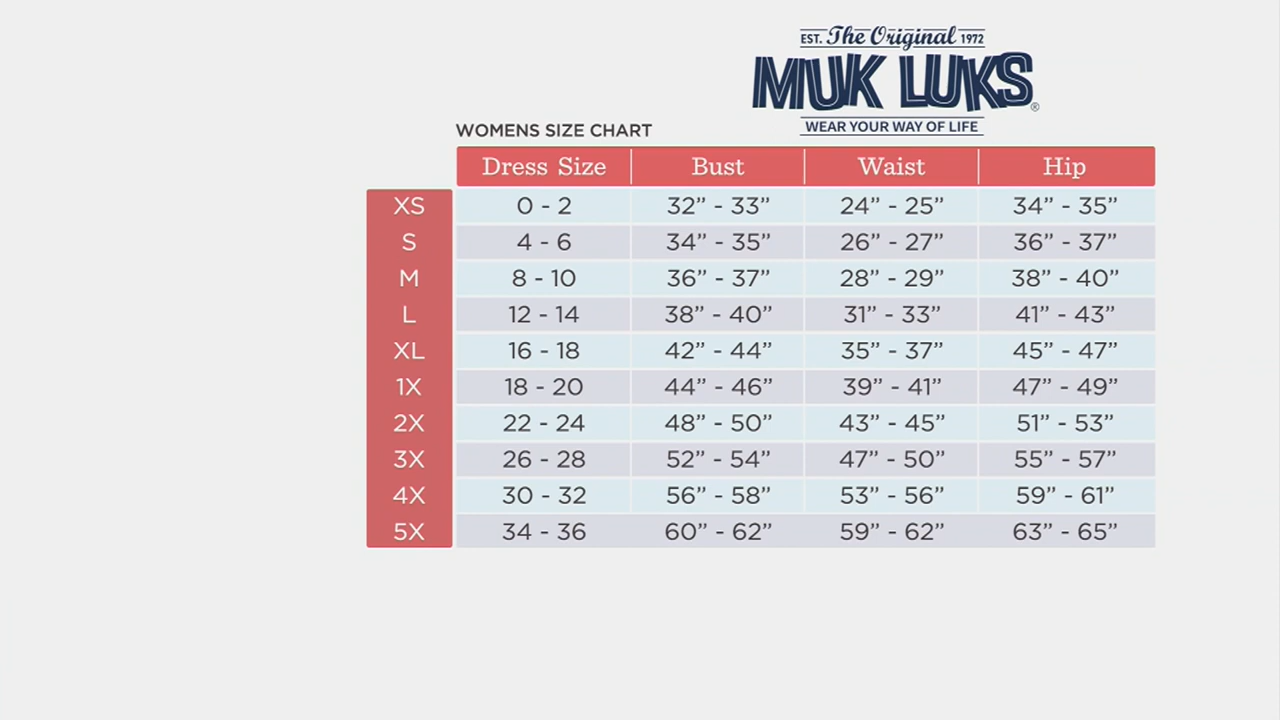 EST. The Original 1972
MUK LUKS®
WEAR YOUR WAY OF LIFE
WOMENS SIZE CHART
Dress Size Bust Waist Hip
XS 0 - 2 32” - 33” 24” - 25” 34” - 35”
S 4 - 6 34” - 35” 26” - 27” 36” - 37”
M 8 - 10 36” - 37” 28” - 29” 38” - 40”
L 12 - 14 38” - 40” 31” - 33” 41” - 43”
XL 16 - 18 42” - 44” 35” - 37” 45” - 47”
1X 18 - 20 44” - 46” 39” - 41” 47” - 49”
2X 22 - 24 48” - 50” 43” - 45” 51” - 53”
3X 26 - 28 52” - 54” 47” - 50” 55” - 57”
4X 30 - 32 56” - 58” 53” - 56” 59” - 61”
5X 34 - 36 60” - 62” 59” - 62” 63” - 65”